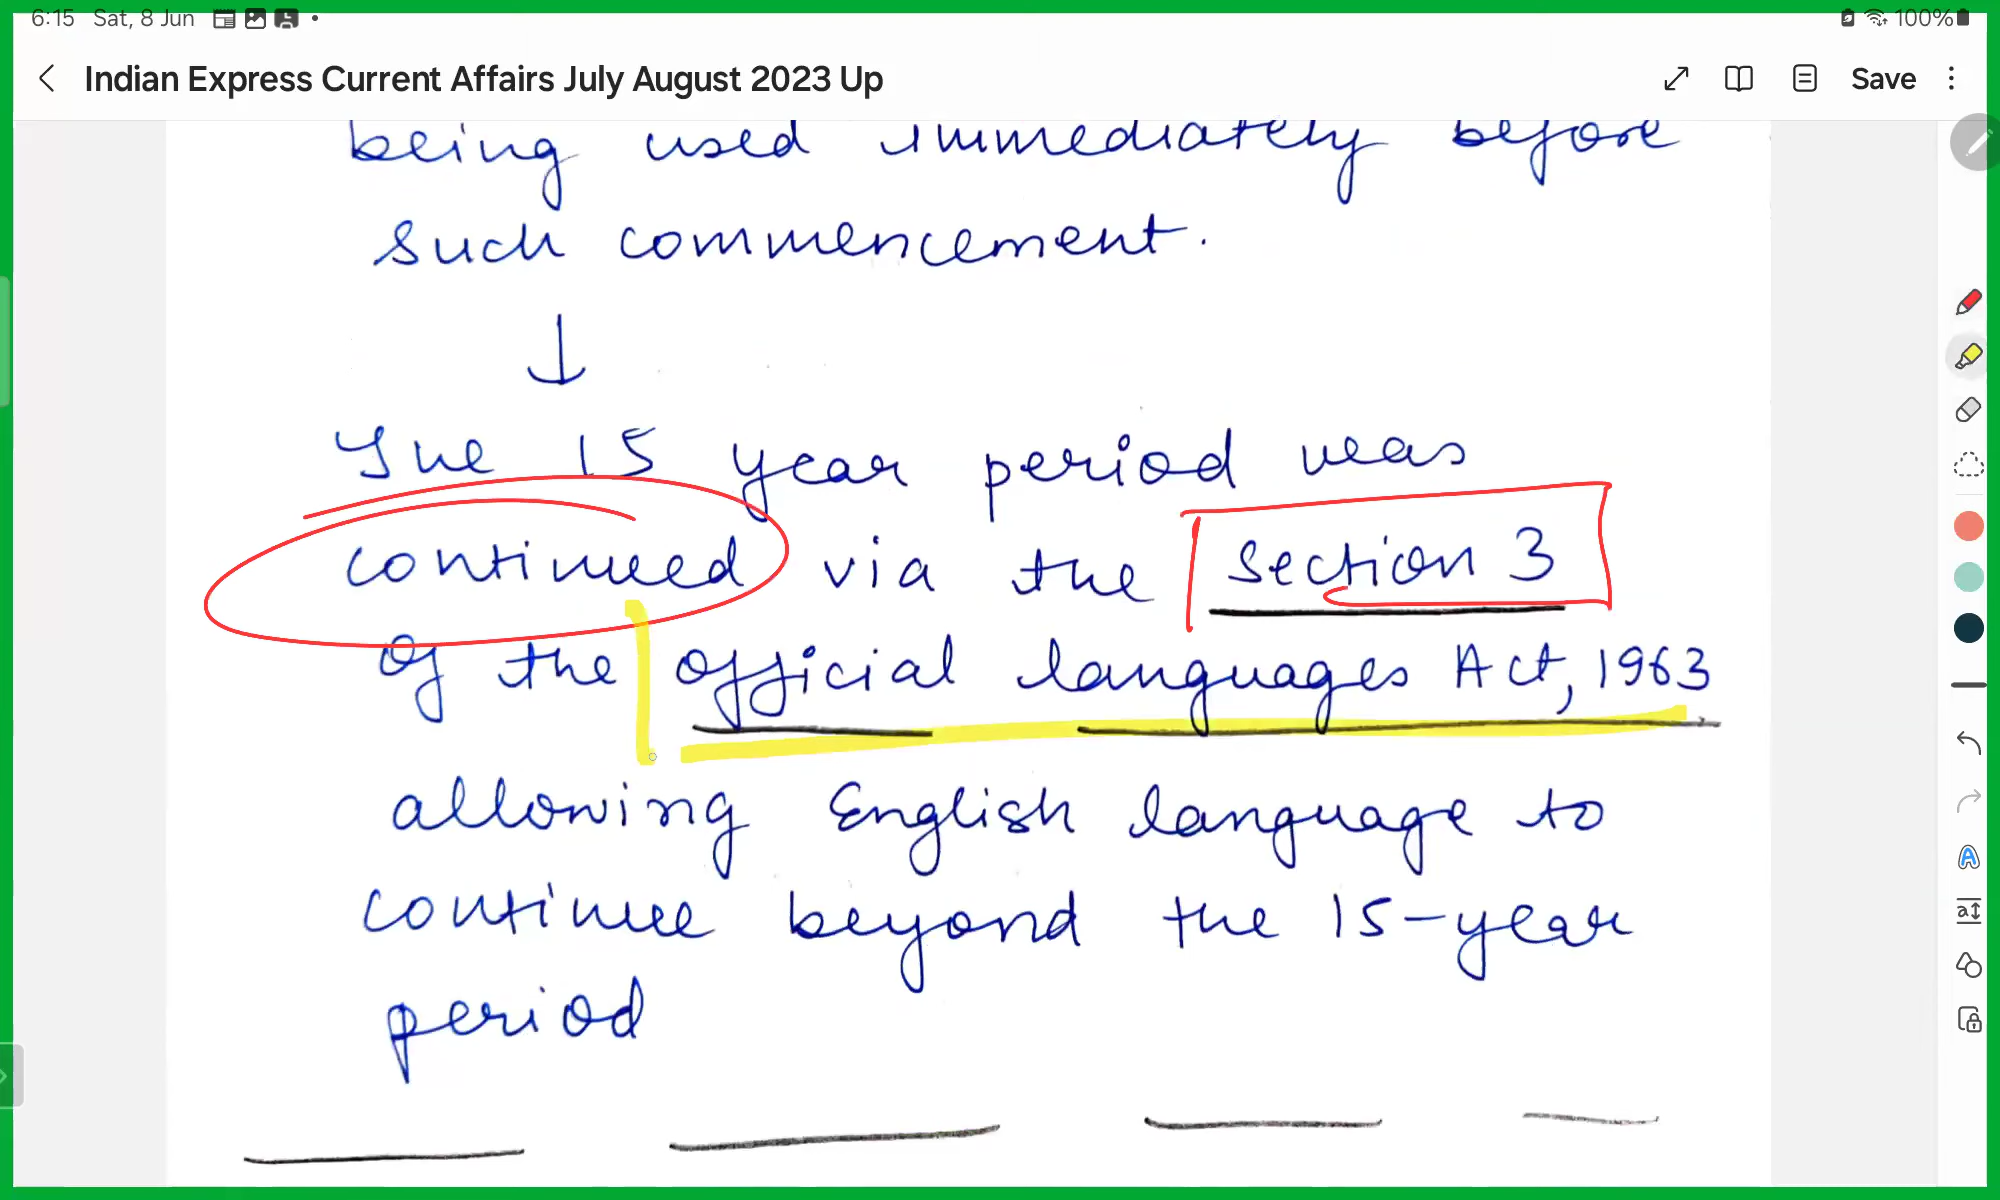 6:15 Sat, 8 Jun 100%
Indian Express Current Affairs July August 2023 Up
Save
being used immediately before
such commencement.
The 15 year period was
continued via the section 3
of the official languages Act, 1963
allowing English language to
continue beyond the 15-year
period